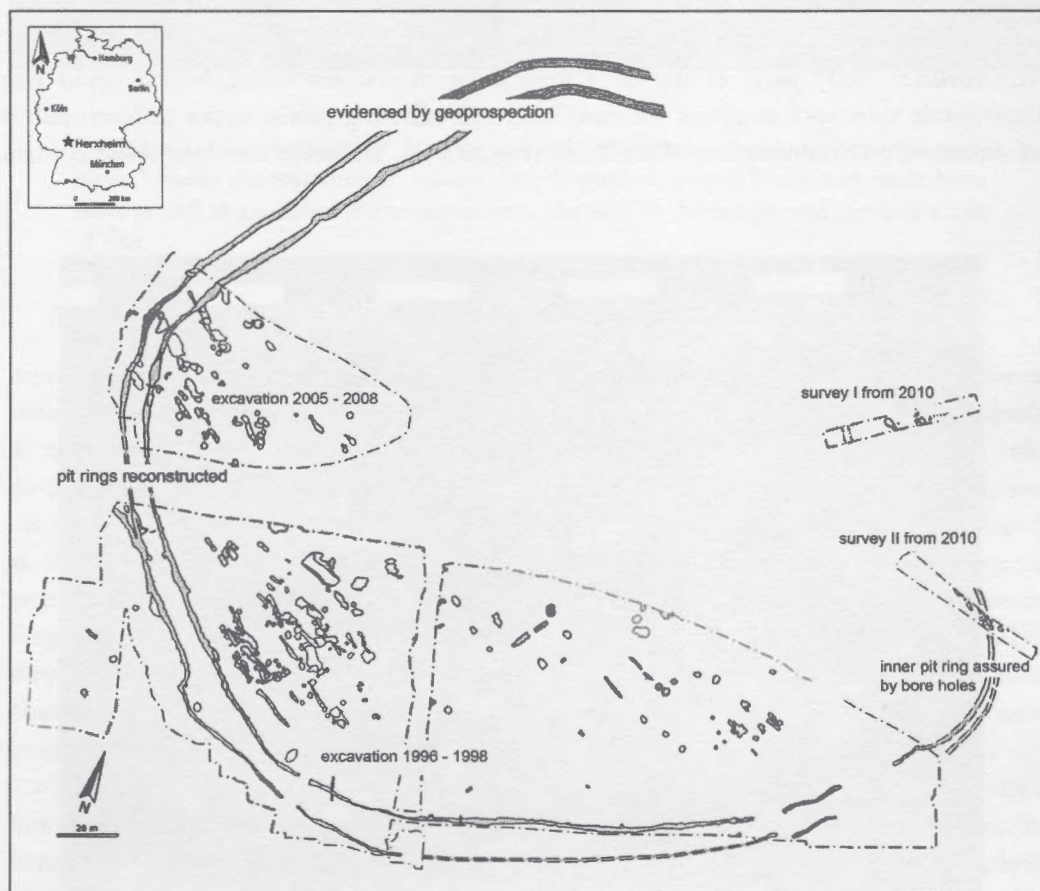 N
Hamburg
Berlin
Köln
Herxheim
München
0 200 km
evidenced by geoprospection
excavation 2005 - 2008
survey I from 2010
pit rings reconstructed
survey II from 2010
inner pit ring assured
by bore holes
excavation 1996 - 1998
N
20 m